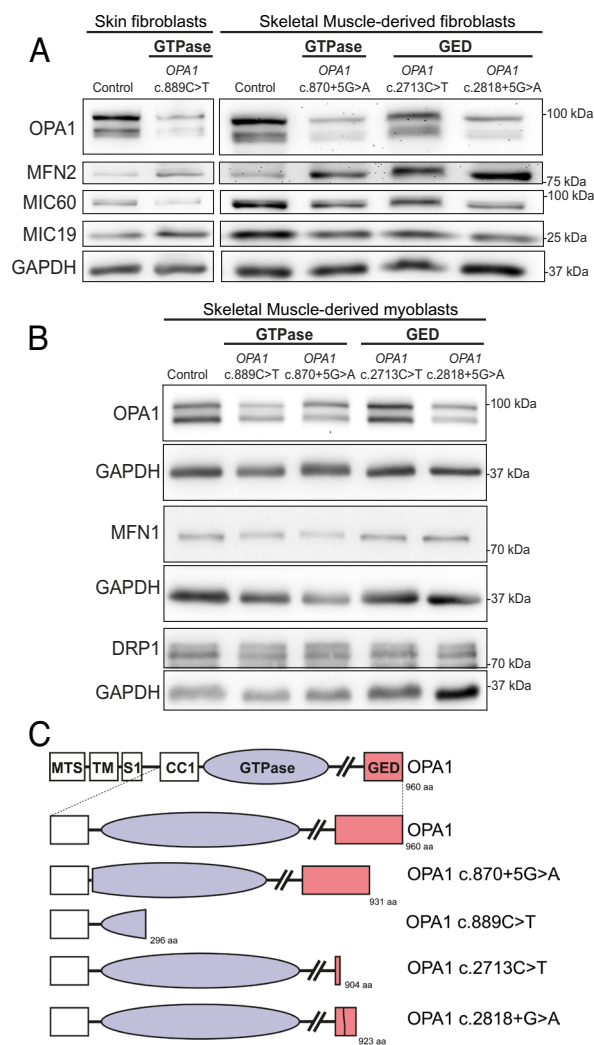 A
Skin fibroblasts
Skeletal Muscle-derived fibroblasts
GTPase
GTPase
GED
Control
OPA1
c.889C>T
Control
OPA1
c.870+5G>A
OPA1
c.2713C>T
OPA1
c.2818+5G>A
OPA1
-100 kDa
MFN2
-75 kDa
MIC60
-100 kDa
MIC19
-25 kDa
GAPDH
-37 kDa
B
Skeletal Muscle-derived myoblasts
GTPase
GED
Control
OPA1
c.889C>T
OPA1
c.870+5G>A
OPA1
c.2713C>T
OPA1
c.2818+5G>A
OPA1
-100 kDa
GAPDH
-37 kDa
MFN1
-70 kDa
GAPDH
-37 kDa
DRP1
-70 kDa
GAPDH
-37 kDa
C
MTS TM S1 CC1 GTPase GED OPA1
960 aa
OPA1
960 aa
OPA1 c.870+5G>A
931 aa
OPA1 c.889C>T
296 aa
OPA1 c.2713C>T
904 aa
OPA1 c.2818+G>A
923 aa